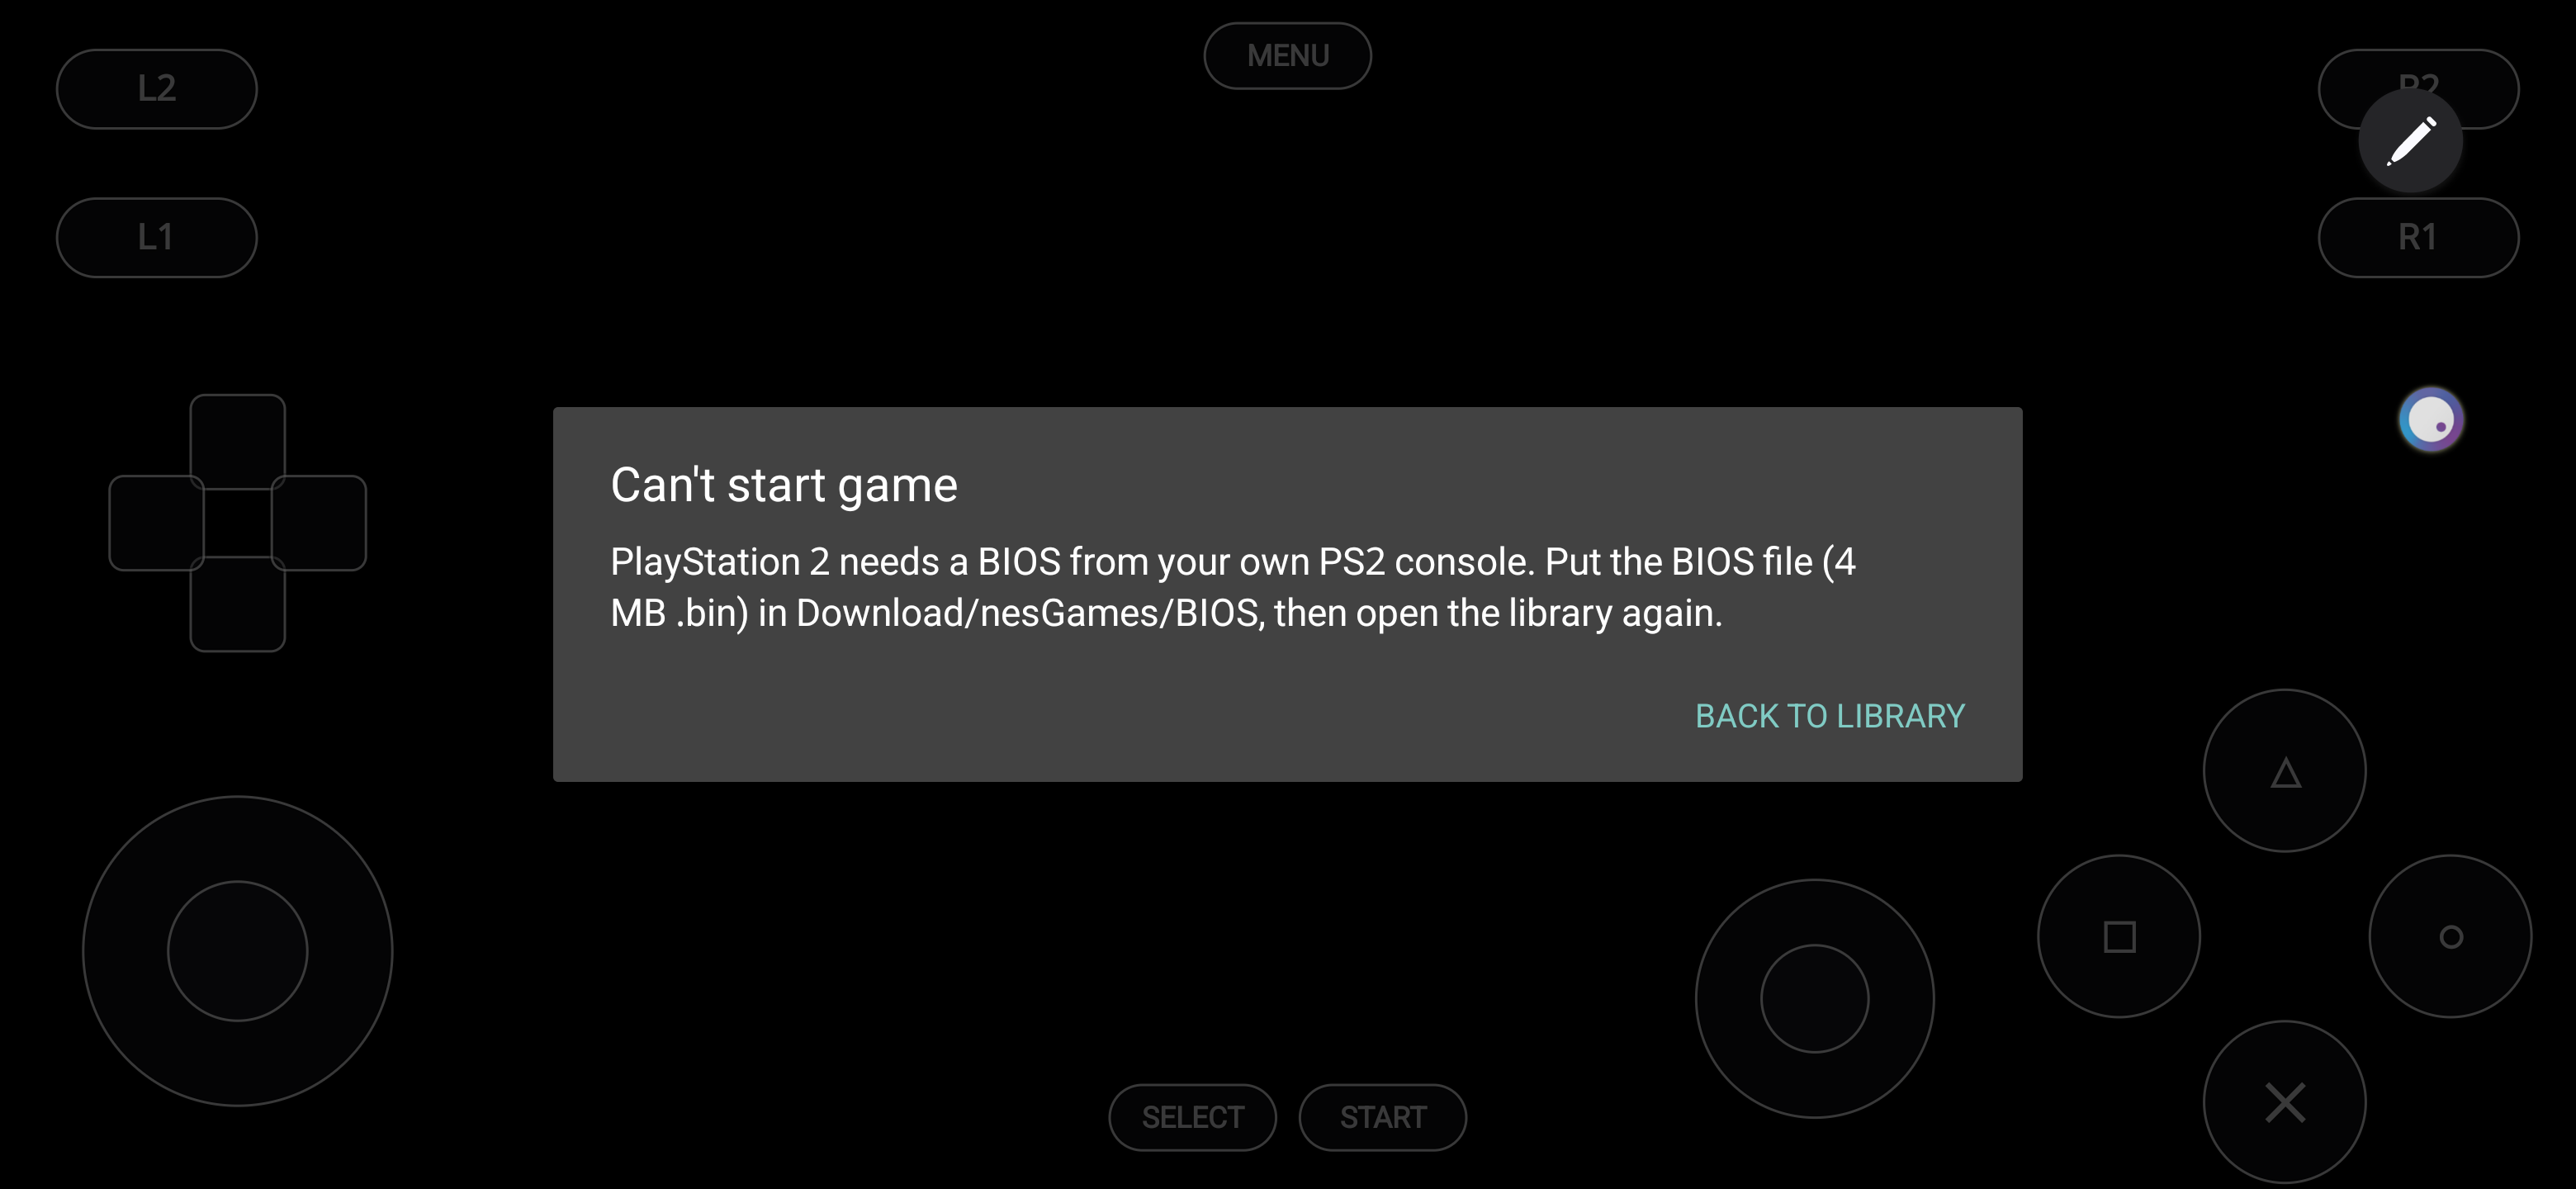 MENU
L2
R2
L1
R1
Can't start game
PlayStation 2 needs a BIOS from your own PS2 console. Put the BIOS file (4
MB .bin) in Download/nesGames/BIOS, then open the library again.
BACK TO LIBRARY
SELECT
START